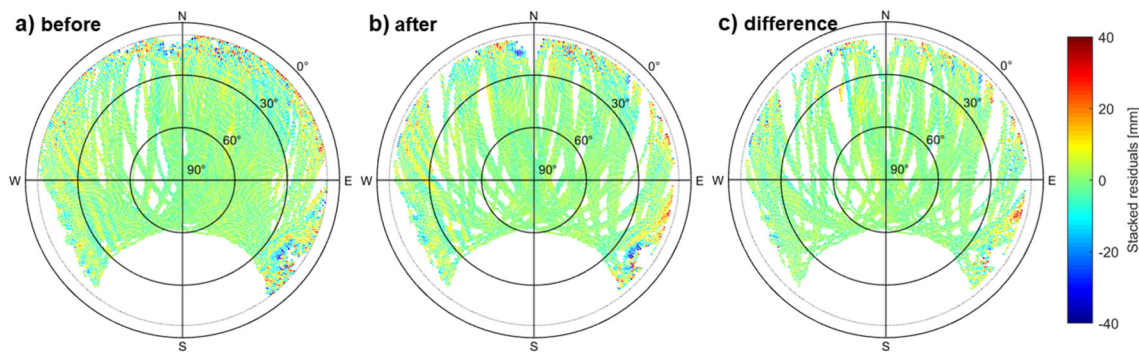 a) before
N
0°
30°
60°
90°
W
E
S
b) after
N
0°
30°
60°
90°
W
E
S
c) difference
N
0°
30°
60°
90°
W
E
S
40
20
0
-20
-40
Stacked residuals [mm]